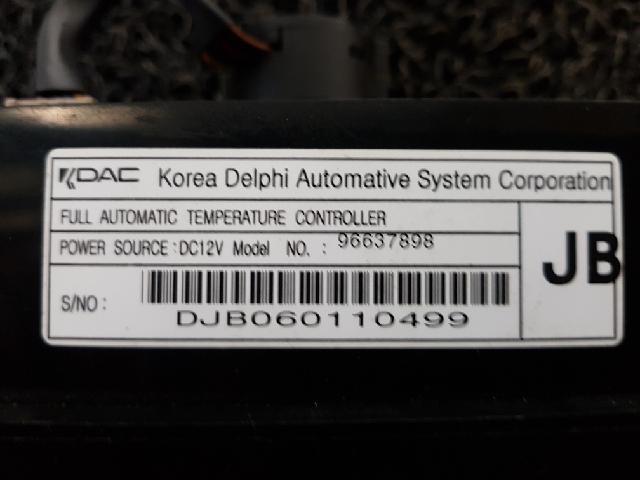 KDAC Korea Delphi Automative System Corporation
FULL AUTOMATIC TEMPERATURE CONTROLLER
POWER SOURCE : DC12V Model NO. : 96637898
JB
S/NO :
DJB060110499